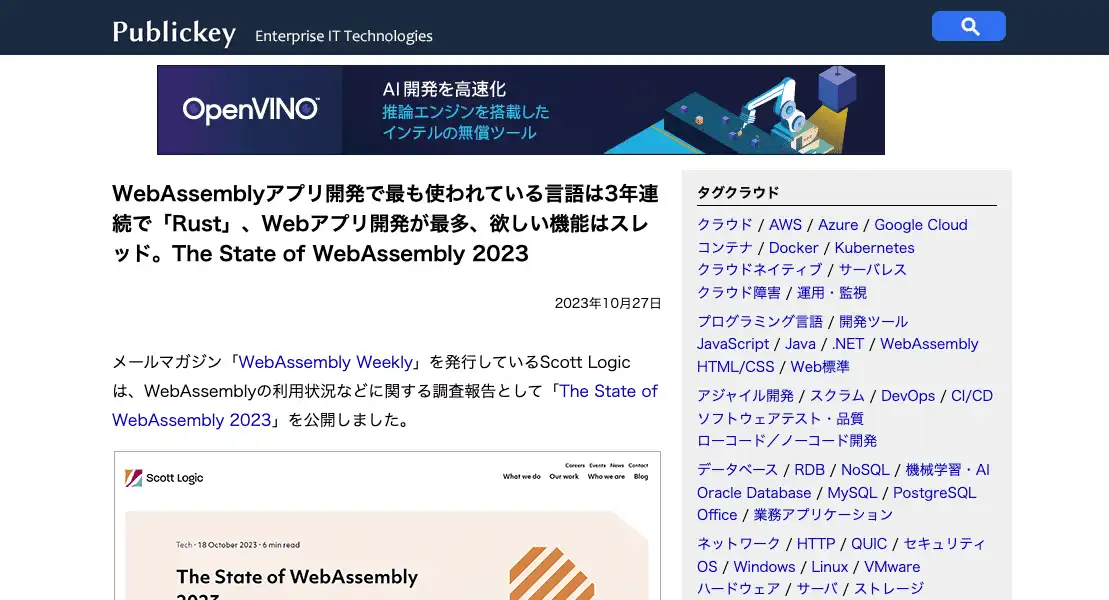 Publickey Enterprise IT Technologies
OpenVINO™
AI開発を高速化
推論エンジンを搭載した
インテルの無償ツール
WebAssemblyアプリ開発で最も使われている言語は3年連
続で「Rust」、Webアプリ開発が最多、欲しい機能はスレ
ッド。The State of WebAssembly 2023
2023年10月27日
メールマガジン「WebAssembly Weekly」を発行しているScott Logic
は、WebAssemblyの利用状況などに関する調査報告として「The State of
WebAssembly 2023」を公開しました。
Scott Logic
Careers Events News Contact
What we do Our work Who we are Blog
Tech · 18 October 2023 · 6 min read
The State of WebAssembly
2023
タグクラウド
クラウド / AWS / Azure / Google Cloud
コンテナ / Docker / Kubernetes
クラウドネイティブ / サーバレス
クラウド障害 / 運用・監視
プログラミング言語 / 開発ツール
JavaScript / Java / .NET / WebAssembly
HTML/CSS / Web標準
アジャイル開発 / スクラム / DevOps / CI/CD
ソフトウェアテスト・品質
ローコード／ノーコード開発
データベース / RDB / NoSQL / 機械学習・AI
Oracle Database / MySQL / PostgreSQL
Office / 業務アプリケーション
ネットワーク / HTTP / QUIC / セキュリティ
OS / Windows / Linux / VMware
ハードウェア / サーバ / ストレージ